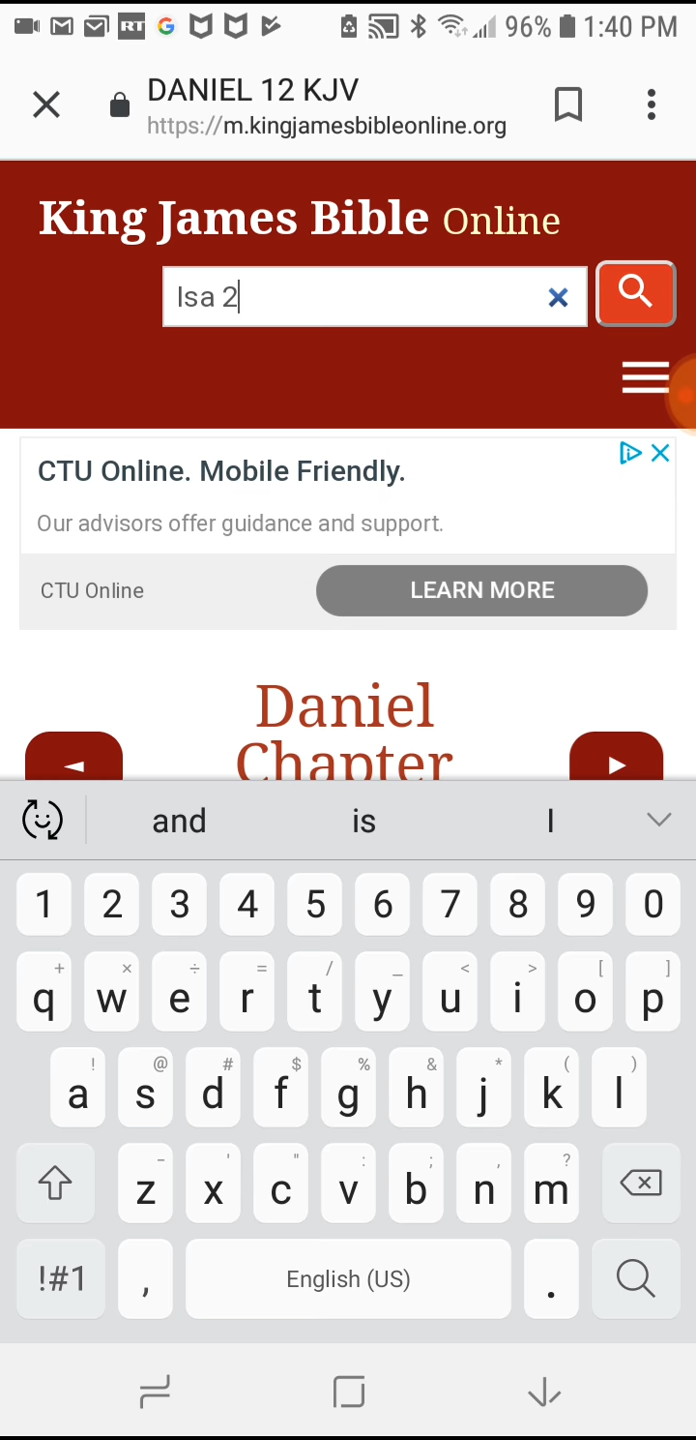 RT G 96% 1:40 PM
DANIEL 12 KJV
https://m.kingjamesbibleonline.org
King James Bible Online
Isa 2
CTU Online. Mobile Friendly.
Our advisors offer guidance and support.
CTU Online LEARN MORE
Daniel
Chapter
and is I
1 2 3 4 5 6 7 8 9 0
+ × ÷ = / _ < > [ ]
q w e r t y u i o p
! @ # $ % & * ( )
a s d f g h j k l
- ' " : ; , ?
z x c v b n m
!#1 , English (US) .